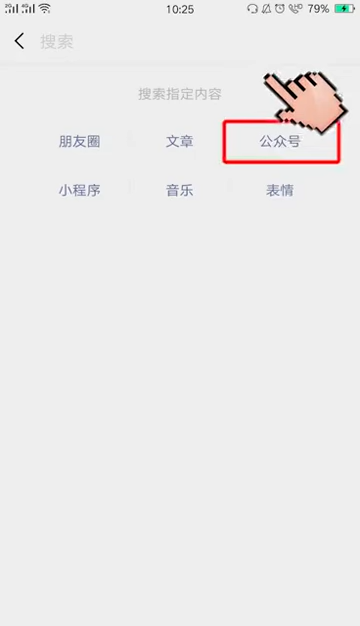 10:25 79%
搜索
搜索指定内容
朋友圈 文章 公众号
小程序 音乐 表情